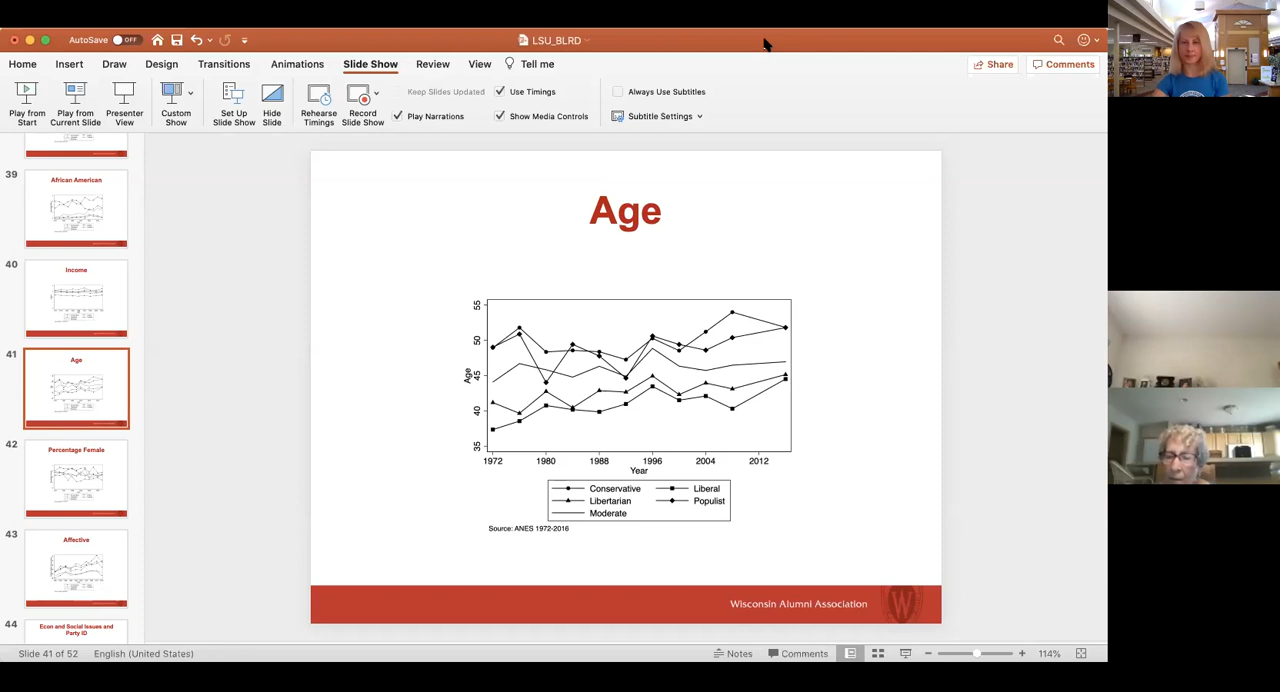 AutoSave OFF
LSU_BLRD
Home Insert Draw Design Transitions Animations Slide Show Review View Tell me
Share Comments
Play from Start
Play from Current Slide
Presenter View
Custom Show
Set Up Slide Show
Hide Slide
Rehearse Timings
Record Slide Show
Keep Slides Updated
Use Timings
Always Use Subtitles
Play Narrations
Show Media Controls
Subtitle Settings
39
African American
40
Income
41
Age
42
Percentage Female
43
Affective
44
Econ and Social Issues and
Party ID
Age
55
50
45
40
35
Age
1972 1980 1988 1996 2004 2012
Year
Conservative Liberal
Libertarian Populist
Moderate
Source: ANES 1972-2016
Wisconsin Alumni Association
W
Slide 41 of 52 English (United States)
Notes Comments 114%